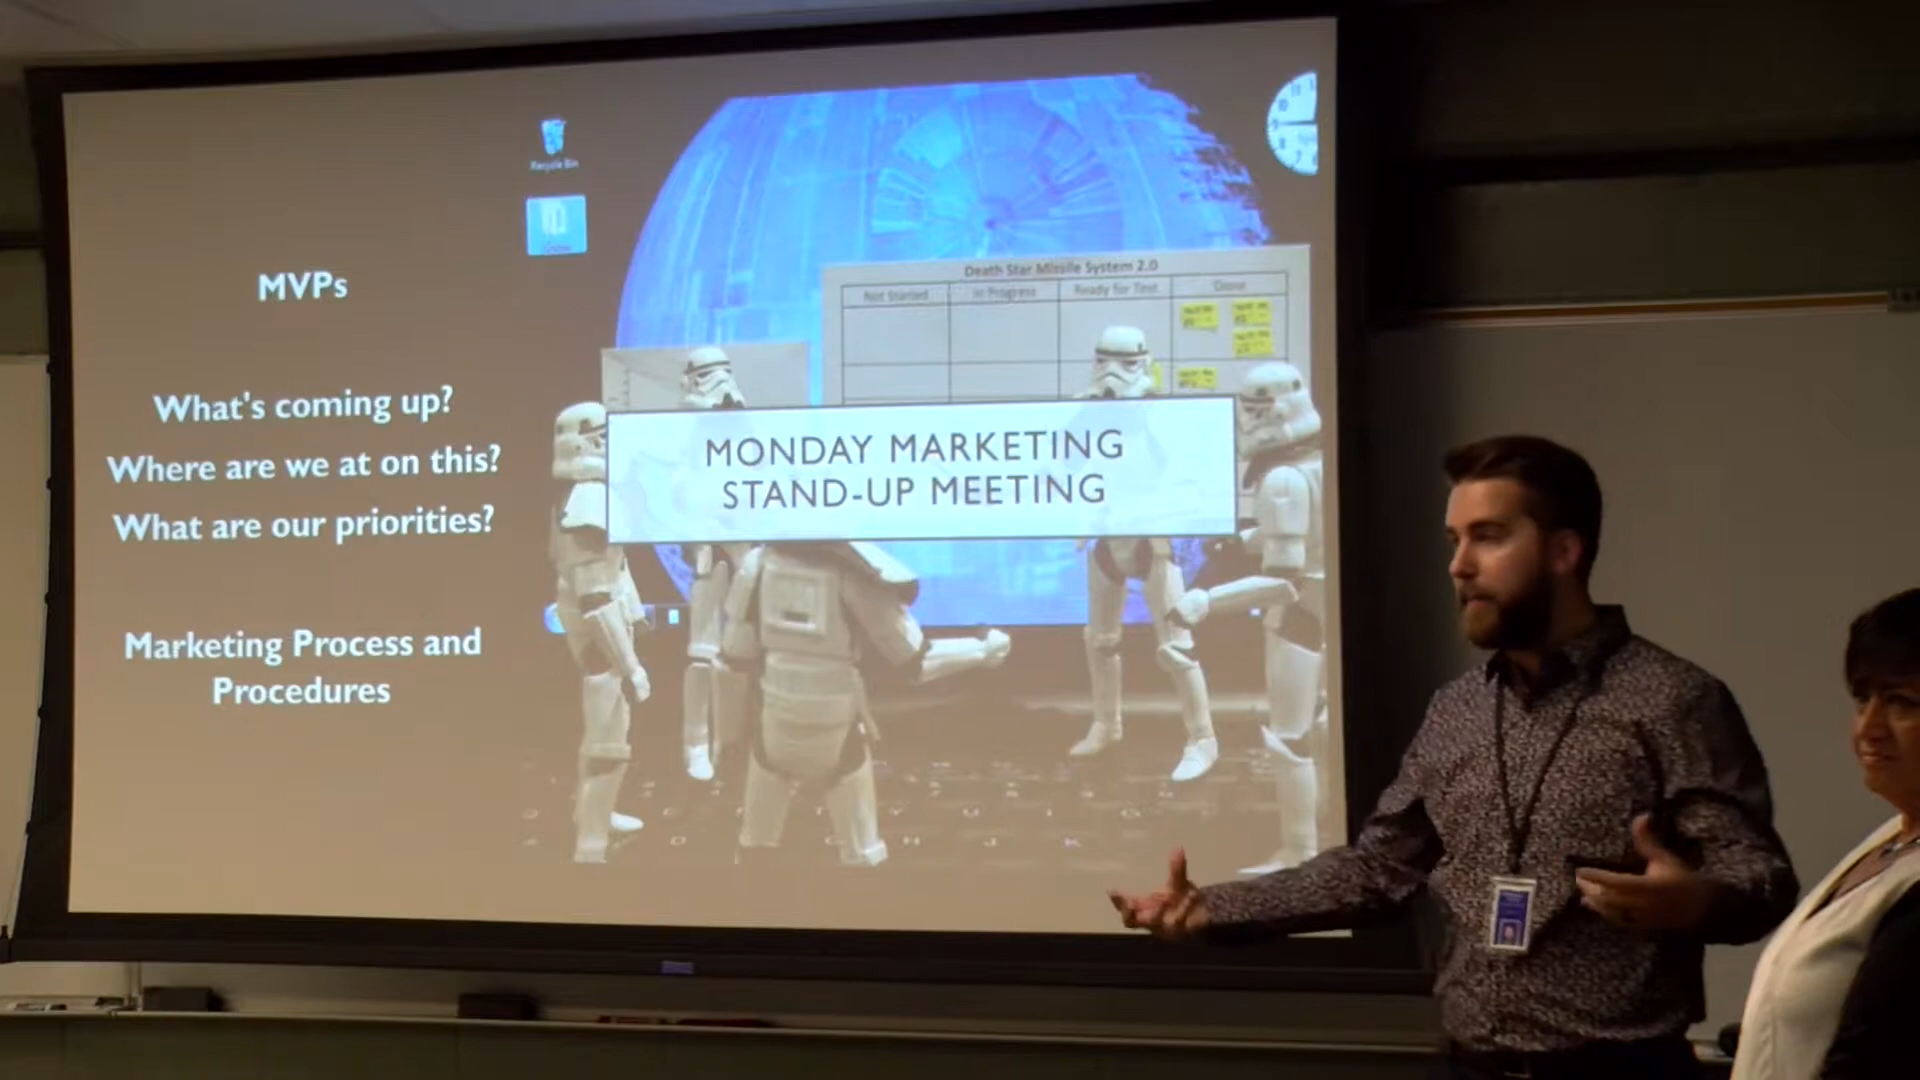 MVPs
What's coming up?
Where are we at on this?
What are our priorities?
Marketing Process and
Procedures
Recycle Bin
Death Star Missile System 2.0
Not Started
In Progress
Ready for Test
Done
MONDAY MARKETING
STAND-UP MEETING